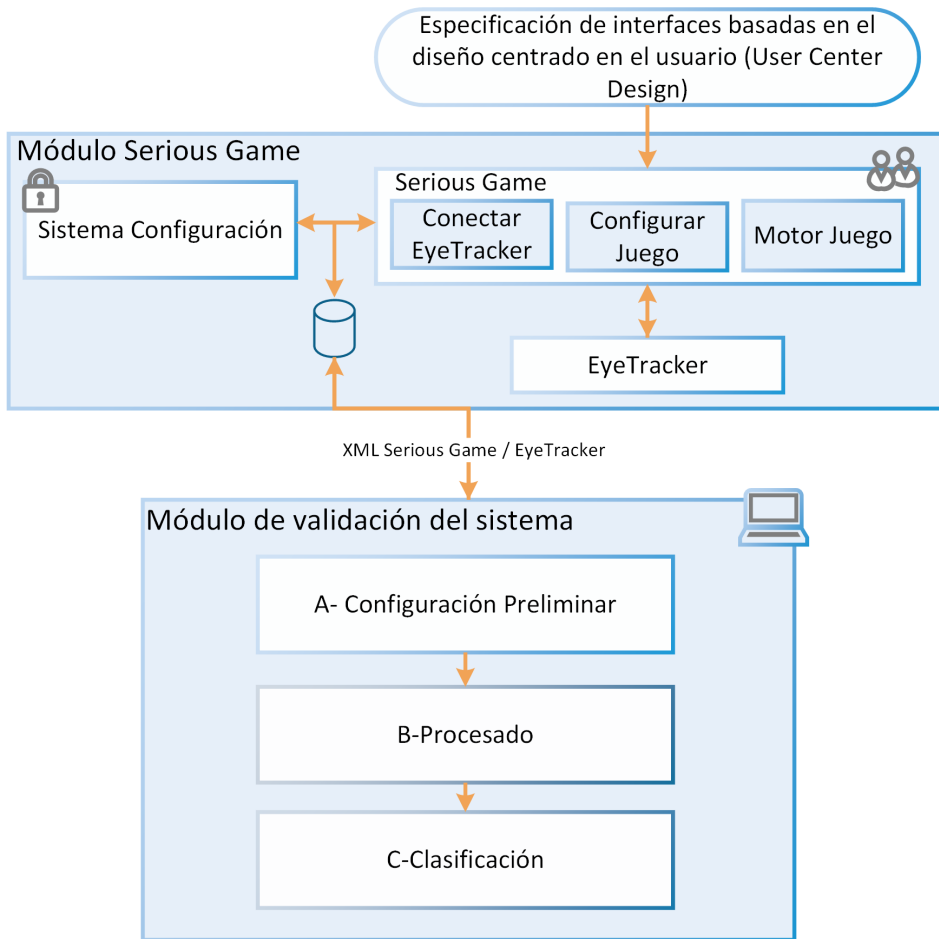 Especificación de interfaces basadas en el
diseño centrado en el usuario (User Center
Design)
Módulo Serious Game
Sistema Configuración
Serious Game
Conectar
EyeTracker
Configurar
Juego
Motor Juego
EyeTracker
XML Serious Game / EyeTracker
Módulo de validación del sistema
A- Configuración Preliminar
B-Procesado
C-Clasificación